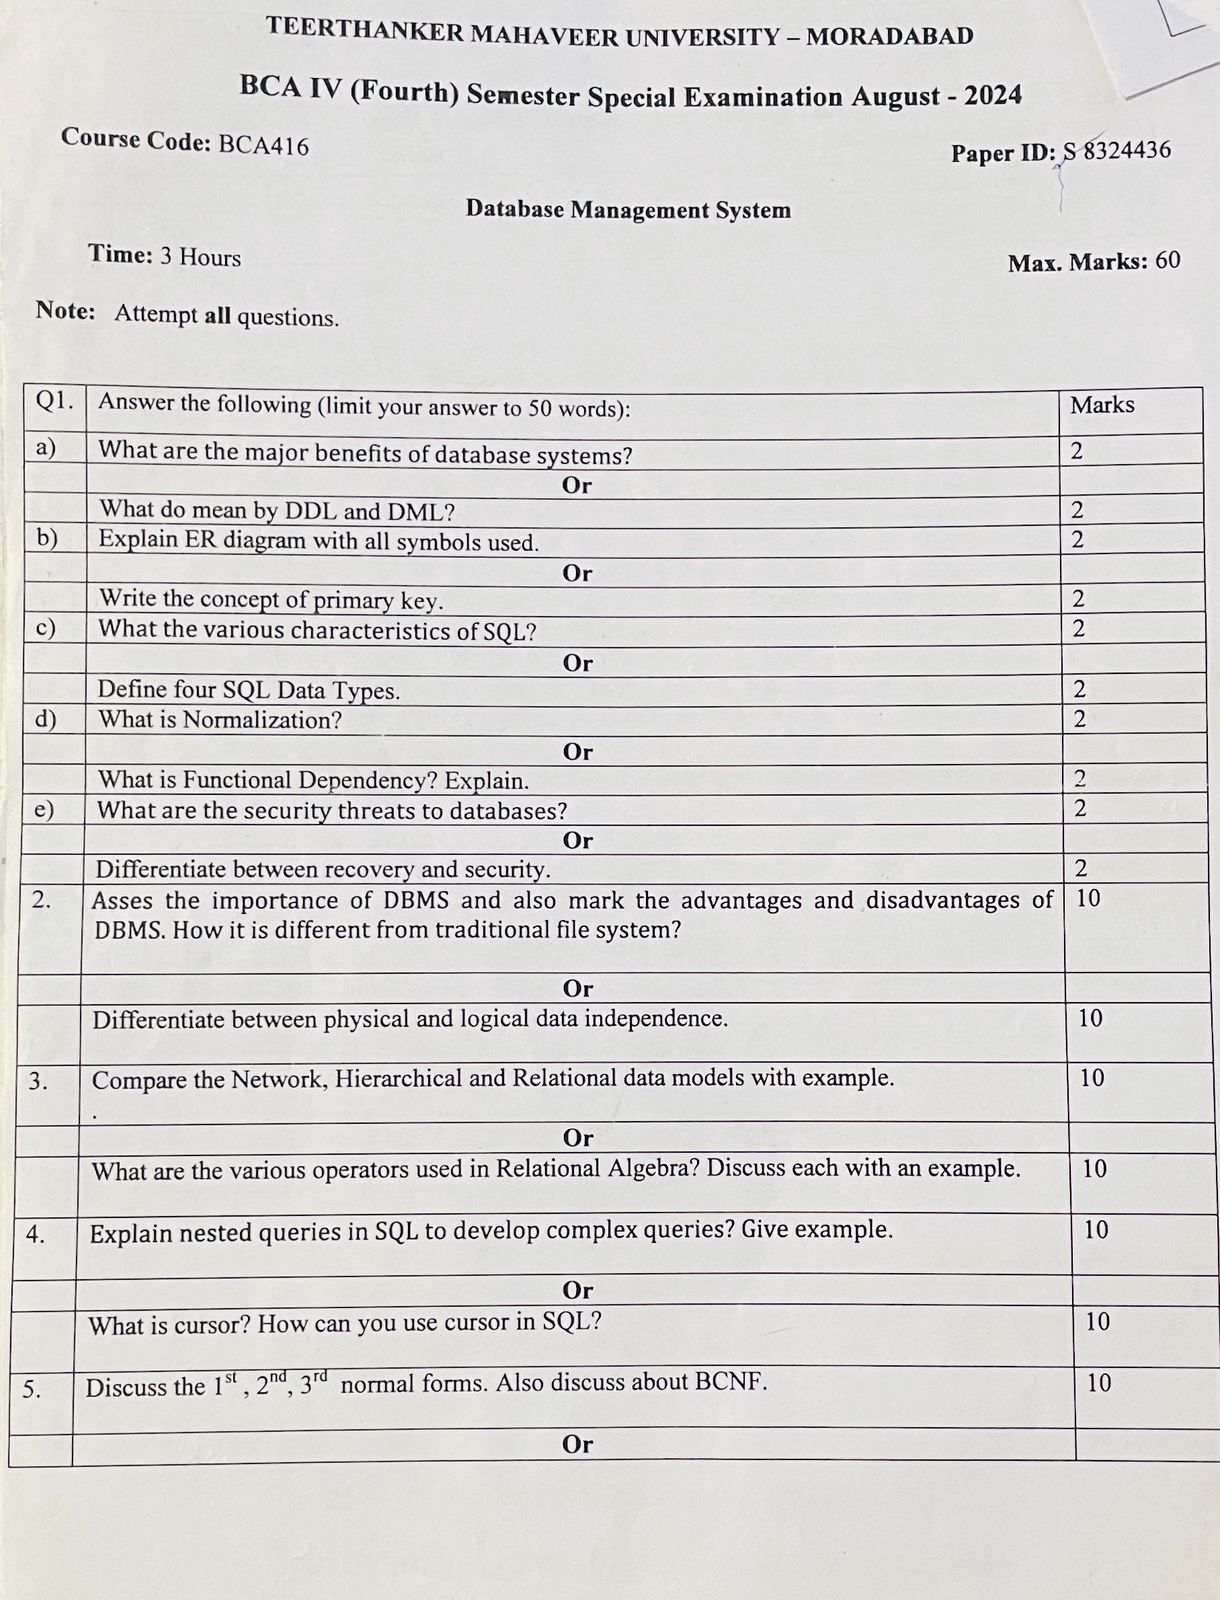 TEERTHANKER MAHAVEER UNIVERSITY – MORADABAD
BCA IV (Fourth) Semester Special Examination August - 2024
Course Code: BCA416
Paper ID: S 8324436
Database Management System
Time: 3 Hours
Max. Marks: 60
Note: Attempt all questions.
Q1. Answer the following (limit your answer to 50 words): Marks
a) What are the major benefits of database systems? 2
Or
What do mean by DDL and DML? 2
b) Explain ER diagram with all symbols used. 2
Or
Write the concept of primary key. 2
c) What the various characteristics of SQL? 2
Or
Define four SQL Data Types. 2
d) What is Normalization? 2
Or
What is Functional Dependency? Explain. 2
e) What are the security threats to databases? 2
Or
Differentiate between recovery and security. 2
2. Asses the importance of DBMS and also mark the advantages and disadvantages of 10
DBMS. How it is different from traditional file system?
Or
Differentiate between physical and logical data independence. 10
3. Compare the Network, Hierarchical and Relational data models with example. 10
.
Or
What are the various operators used in Relational Algebra? Discuss each with an example. 10
4. Explain nested queries in SQL to develop complex queries? Give example. 10
Or
What is cursor? How can you use cursor in SQL? 10
5. Discuss the 1st , 2nd, 3rd normal forms. Also discuss about BCNF. 10
Or